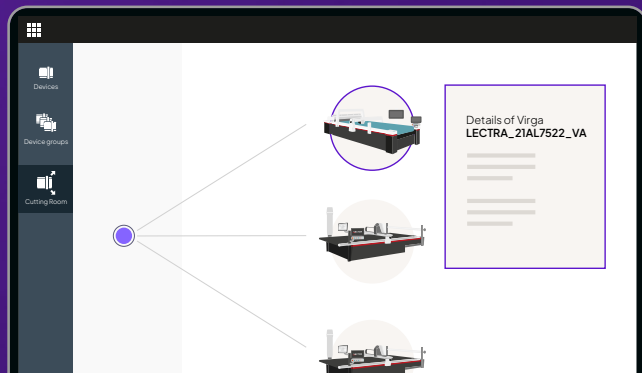 Devices
Device groups
Cutting Room
Details of Virga
LECTRA_21AL7522_VA